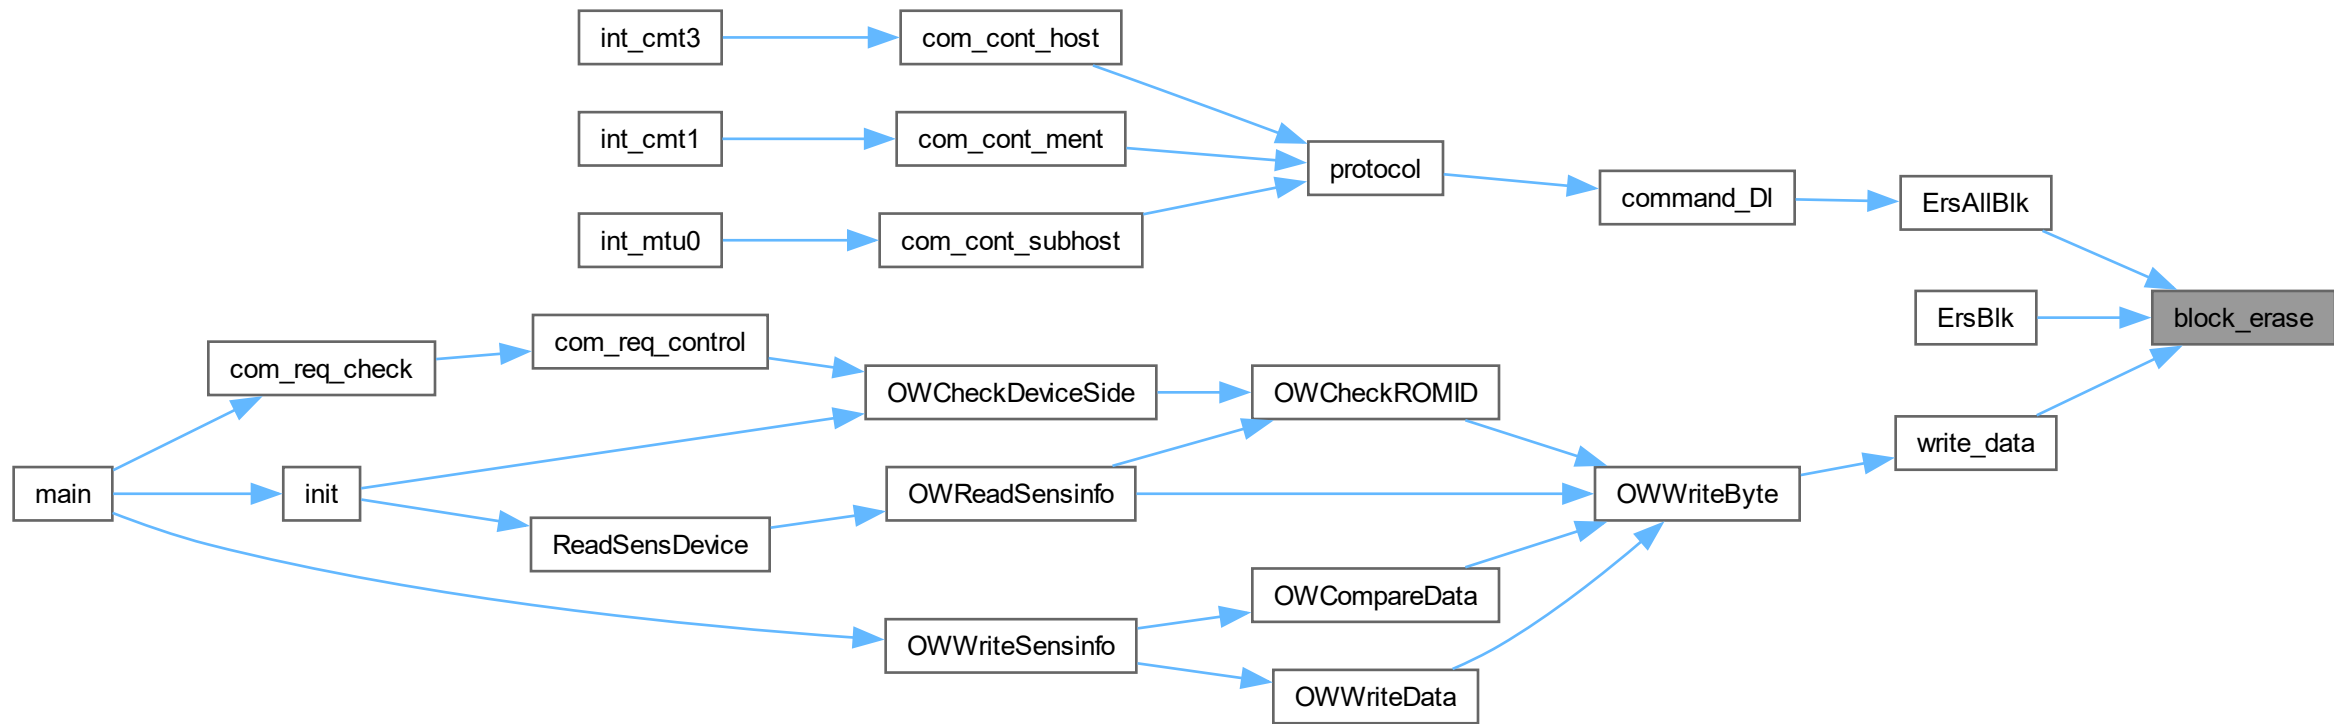 int_cmt3
com_cont_host
int_cmt1
com_cont_ment
protocol
command_Dl
ErsAllBlk
int_mtu0
com_cont_subhost
ErsBlk
block_erase
com_req_check
com_req_control
OWCheckDeviceSide
OWCheckROMID
write_data
main
init
OWReadSensinfo
OWWriteByte
ReadSensDevice
OWCompareData
OWWriteSensinfo
OWWriteData